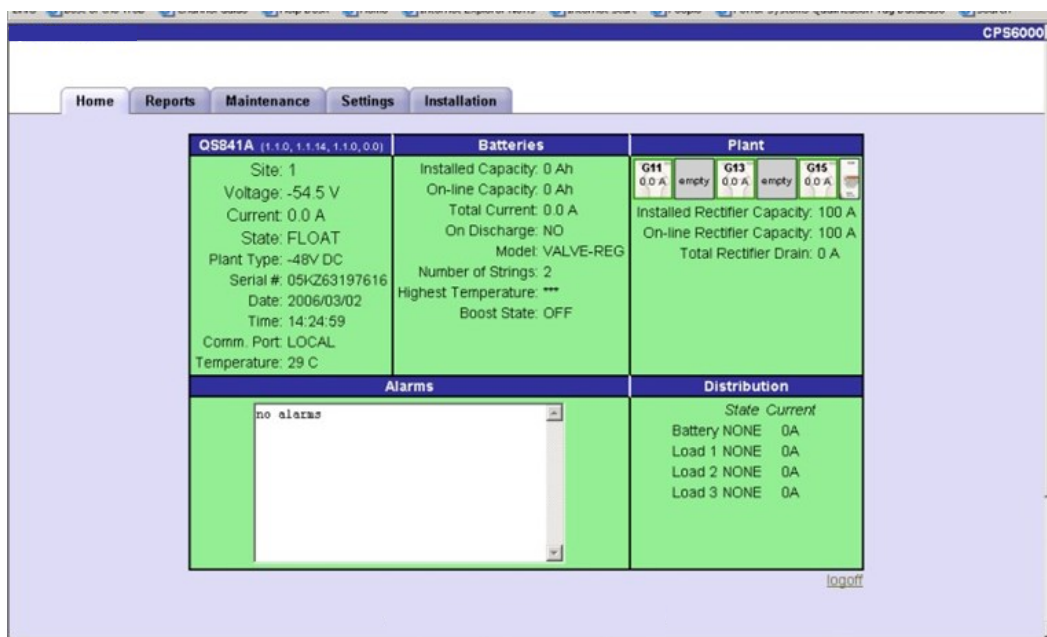 CPS6000
Home Reports Maintenance Settings Installation
QS841A (1.1.0, 1.1.14, 1.1.0, 0.0)
Site: 1
Voltage: -54.5 V
Current: 0.0 A
State: FLOAT
Plant Type: -48V DC
Serial #: 05KZ63197616
Date: 2006/03/02
Time: 14:24:59
Comm. Port: LOCAL
Temperature: 29 C
Batteries
Installed Capacity: 0 Ah
On-line Capacity: 0 Ah
Total Current: 0.0 A
On Discharge: NO
Model: VALVE-REG
Number of Strings: 2
Highest Temperature: ***
Boost State: OFF
Plant
G11 G13 G15
0.0 A empty 0.0 A empty 0.0 A
Installed Rectifier Capacity: 100 A
On-line Rectifier Capacity: 100 A
Total Rectifier Drain: 0 A
Alarms
no alarms
Distribution
State Current
Battery NONE 0A
Load 1 NONE 0A
Load 2 NONE 0A
Load 3 NONE 0A
logoff